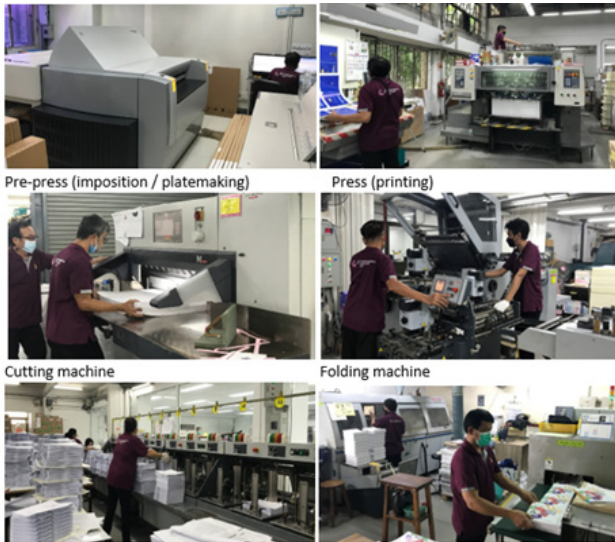 Pre-press (imposition / platemaking)
Press (printing)
Cutting machine
Folding machine